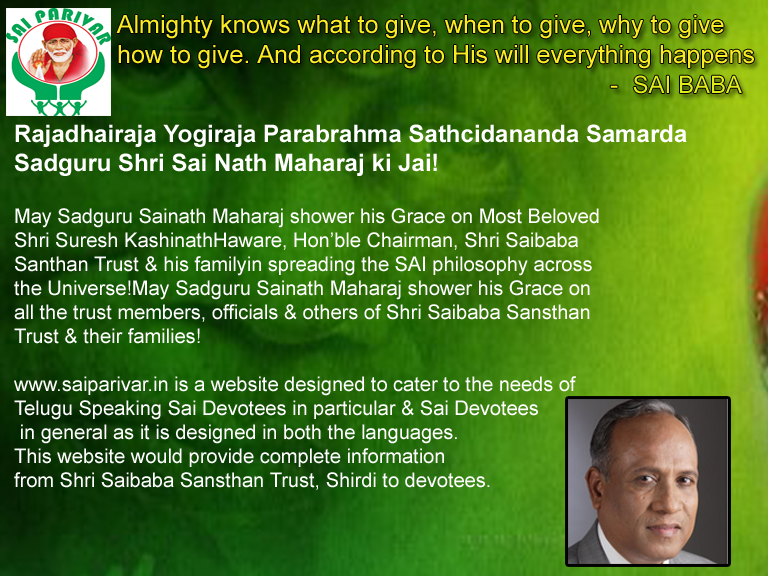 SAI PARIVAR
Almighty knows what to give, when to give, why to give
how to give. And according to His will everything happens
- SAI BABA
Rajadhairaja Yogiraja Parabrahma Sathcidananda Samarda
Sadguru Shri Sai Nath Maharaj ki Jai!
May Sadguru Sainath Maharaj shower his Grace on Most Beloved
Shri Suresh KashinathHaware, Hon’ble Chairman, Shri Saibaba
Santhan Trust & his familyin spreading the SAI philosophy across
the Universe!May Sadguru Sainath Maharaj shower his Grace on
all the trust members, officials & others of Shri Saibaba Sansthan
Trust & their families!
www.saiparivar.in is a website designed to cater to the needs of
Telugu Speaking Sai Devotees in particular & Sai Devotees
in general as it is designed in both the languages.
This website would provide complete information
from Shri Saibaba Sansthan Trust, Shirdi to devotees.